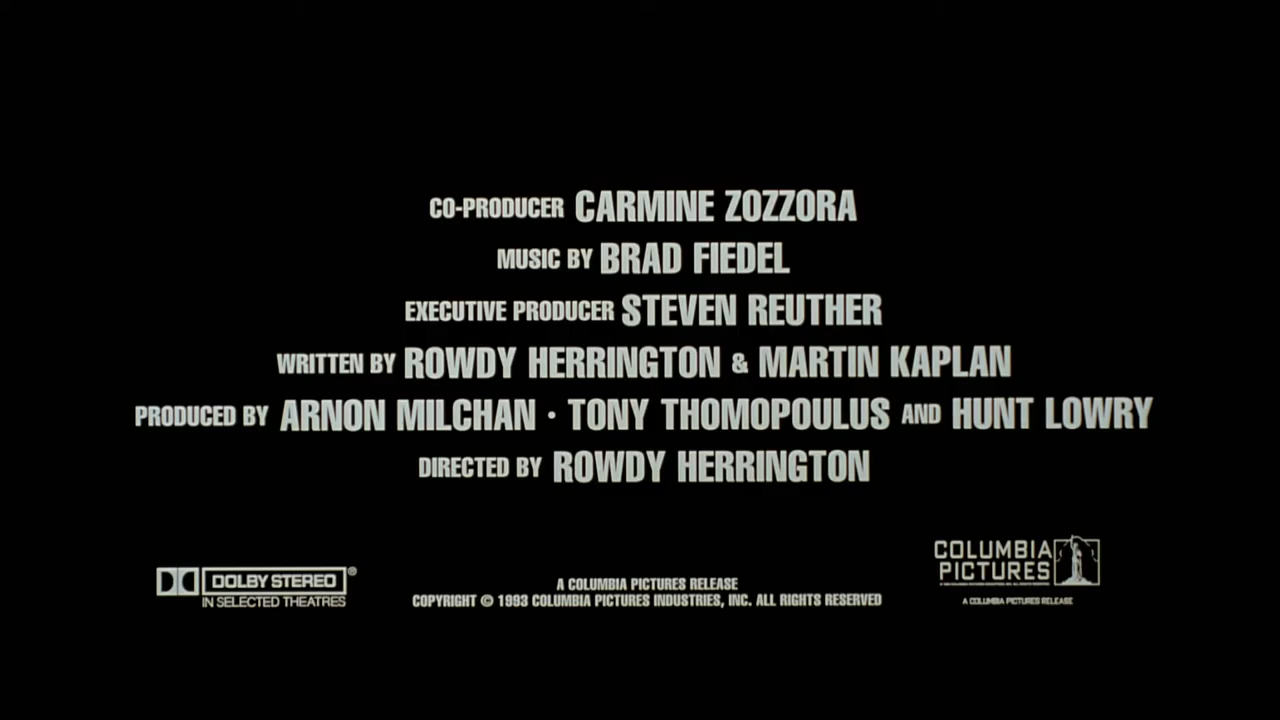 CO-PRODUCER CARMINE ZOZZORA
MUSIC BY BRAD FIEDEL
EXECUTIVE PRODUCER STEVEN REUTHER
WRITTEN BY ROWDY HERRINGTON & MARTIN KAPLAN
PRODUCED BY ARNON MILCHAN · TONY THOMOPOULUS AND HUNT LOWRY
DIRECTED BY ROWDY HERRINGTON
DOLBY STEREO®
IN SELECTED THEATRES
A COLUMBIA PICTURES RELEASE
COPYRIGHT © 1993 COLUMBIA PICTURES INDUSTRIES, INC. ALL RIGHTS RESERVED
COLUMBIA
PICTURES
A COLUMBIA PICTURES RELEASE